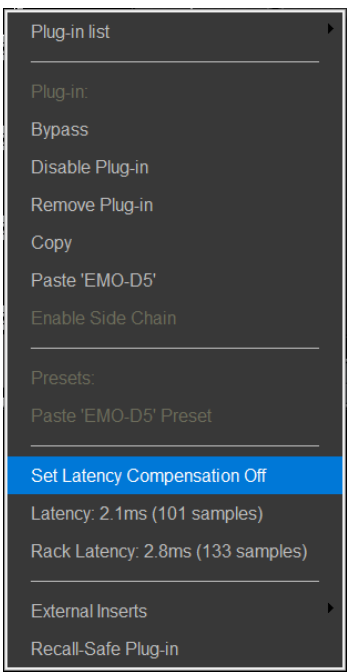 Plug-in list
Plug-in:
Bypass
Disable Plug-in
Remove Plug-in
Copy
Paste 'EMO-D5'
Enable Side Chain
Presets:
Paste 'EMO-D5' Preset
Set Latency Compensation Off
Latency: 2.1ms (101 samples)
Rack Latency: 2.8ms (133 samples)
External Inserts
Recall-Safe Plug-in